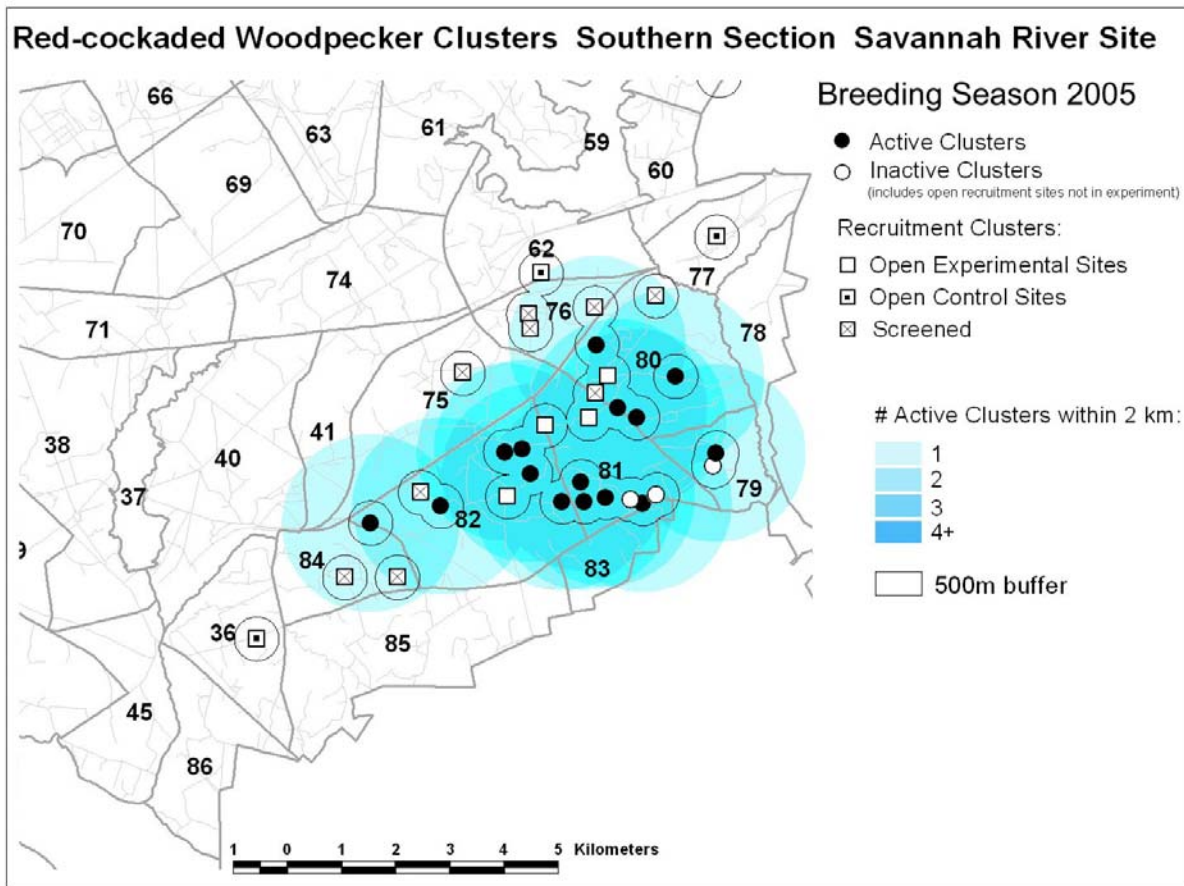 Red-cockaded Woodpecker Clusters Southern Section Savannah River Site
Breeding Season 2005
Active Clusters
Inactive Clusters
(includes open recruitment sites not in experiment)
Recruitment Clusters:
Open Experimental Sites
Open Control Sites
Screened
# Active Clusters within 2 km:
1
2
3
4+
500m buffer
66
63
61
59
60
69
70
62
77
74
76
71
78
80
75
41
38
40
37
81
79
82
9
84
83
36
85
45
86
1 0 1 2 3 4 5 Kilometers